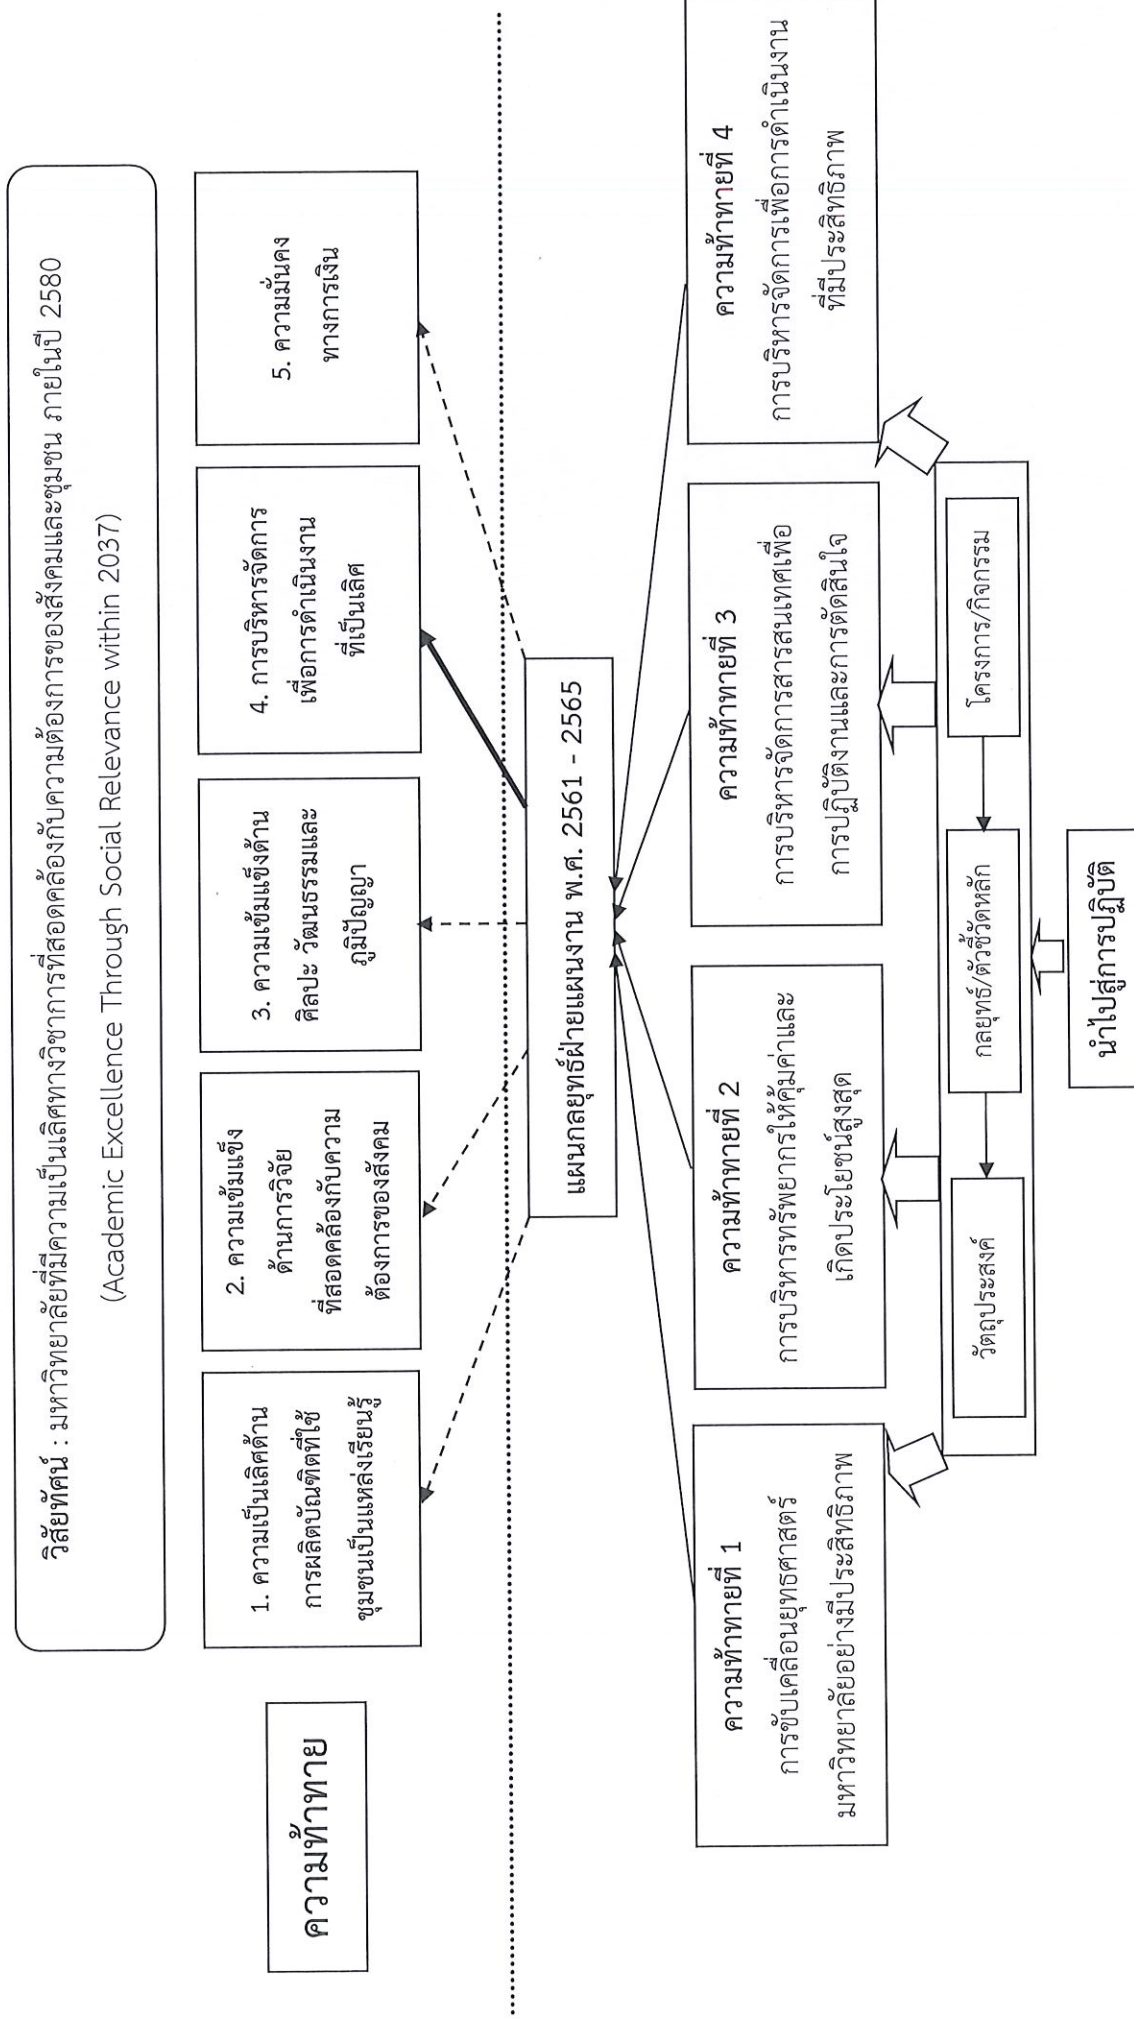 วิสัยทัศน์ : มหาวิทยาลัยที่มีความเป็นเลิศทางวิชาการที่สอดคล้องกับความต้องการของสังคมและชุมชน ภายในปี 2580
(Academic Excellence Through Social Relevance within 2037)
ความท้าทาย
1. ความเป็นเลิศด้าน
การผลิตบัณฑิตที่ใช้
ชุมชนเป็นแหล่งเรียนรู้
2. ความเข้มแข็ง
ด้านการวิจัย
ที่สอดคล้องกับความ
ต้องการของสังคม
3. ความเข้มแข็งด้าน
ศิลปะ วัฒนธรรมและ
ภูมิปัญญา
4. การบริหารจัดการ
เพื่อการดำเนินงาน
ที่เป็นเลิศ
5. ความมั่นคง
ทางการเงิน
แผนกลยุทธ์ฝ่ายแผนงาน พ.ศ. 2561 - 2565
ความท้าทายที่ 1
การขับเคลื่อนยุทธศาสตร์
มหาวิทยาลัยอย่างมีประสิทธิภาพ
ความท้าทายที่ 2
การบริหารทรัพยากรให้คุ้มค่าและ
เกิดประโยชน์สูงสุด
ความท้าทายที่ 3
การบริหารจัดการสารสนเทศเพื่อ
การปฏิบัติงานและการตัดสินใจ
ความท้าทายที่ 4
การบริหารจัดการเพื่อการดำเนินงาน
ที่มีประสิทธิภาพ
วัตถุประสงค์
กลยุทธ์/ตัวชี้วัดหลัก
โครงการ/กิจกรรม
นำไปสู่การปฏิบัติ